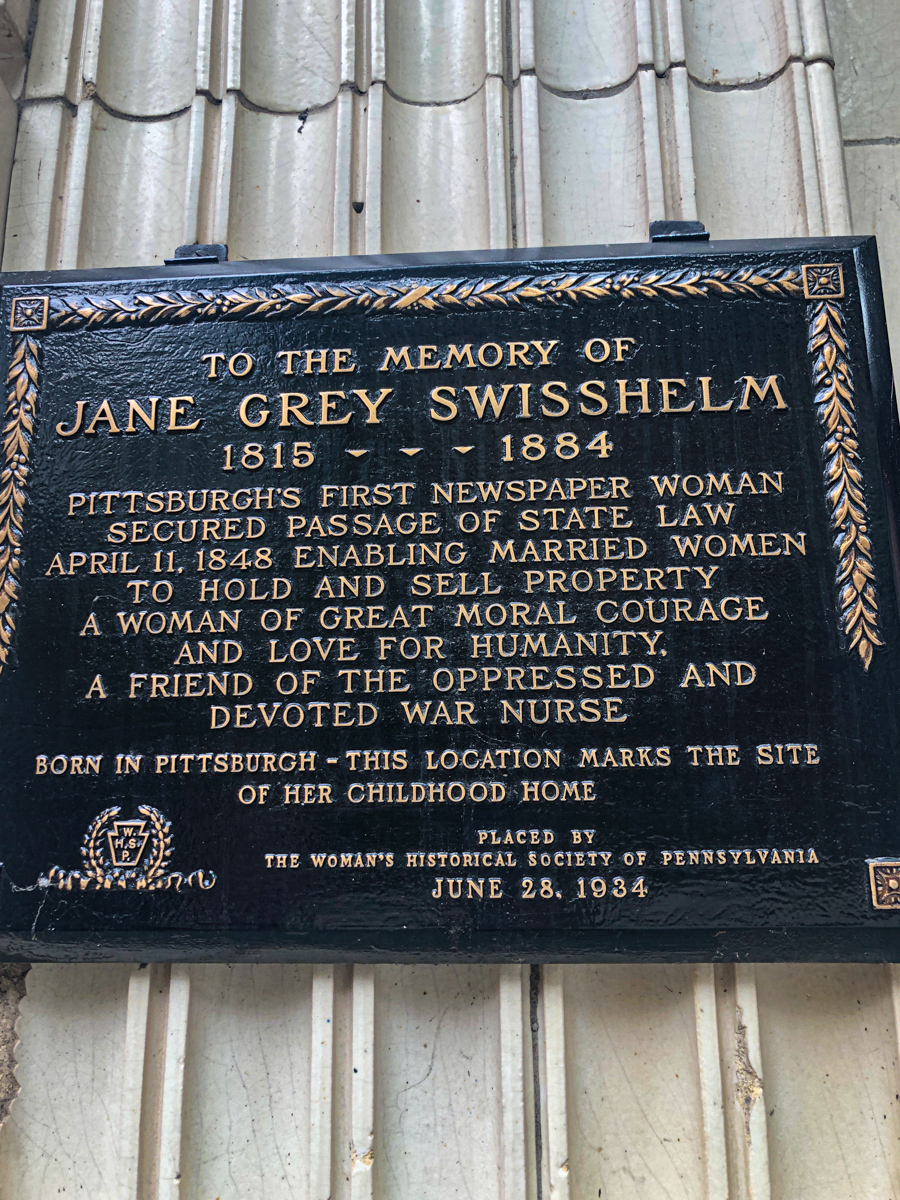 TO THE MEMORY OF
JANE GREY SWISSHELM
1815 - - - 1884
PITTSBURGH'S FIRST NEWSPAPER WOMAN
SECURED PASSAGE OF STATE LAW
APRIL 11, 1848 ENABLING MARRIED WOMEN
TO HOLD AND SELL PROPERTY
A WOMAN OF GREAT MORAL COURAGE
AND LOVE FOR HUMANITY,
A FRIEND OF THE OPPRESSED AND
DEVOTED WAR NURSE
BORN IN PITTSBURGH - THIS LOCATION MARKS THE SITE
OF HER CHILDHOOD HOME
W.
H.S.
P.
PLACED BY
THE WOMAN'S HISTORICAL SOCIETY OF PENNSYLVANIA
JUNE 28, 1934